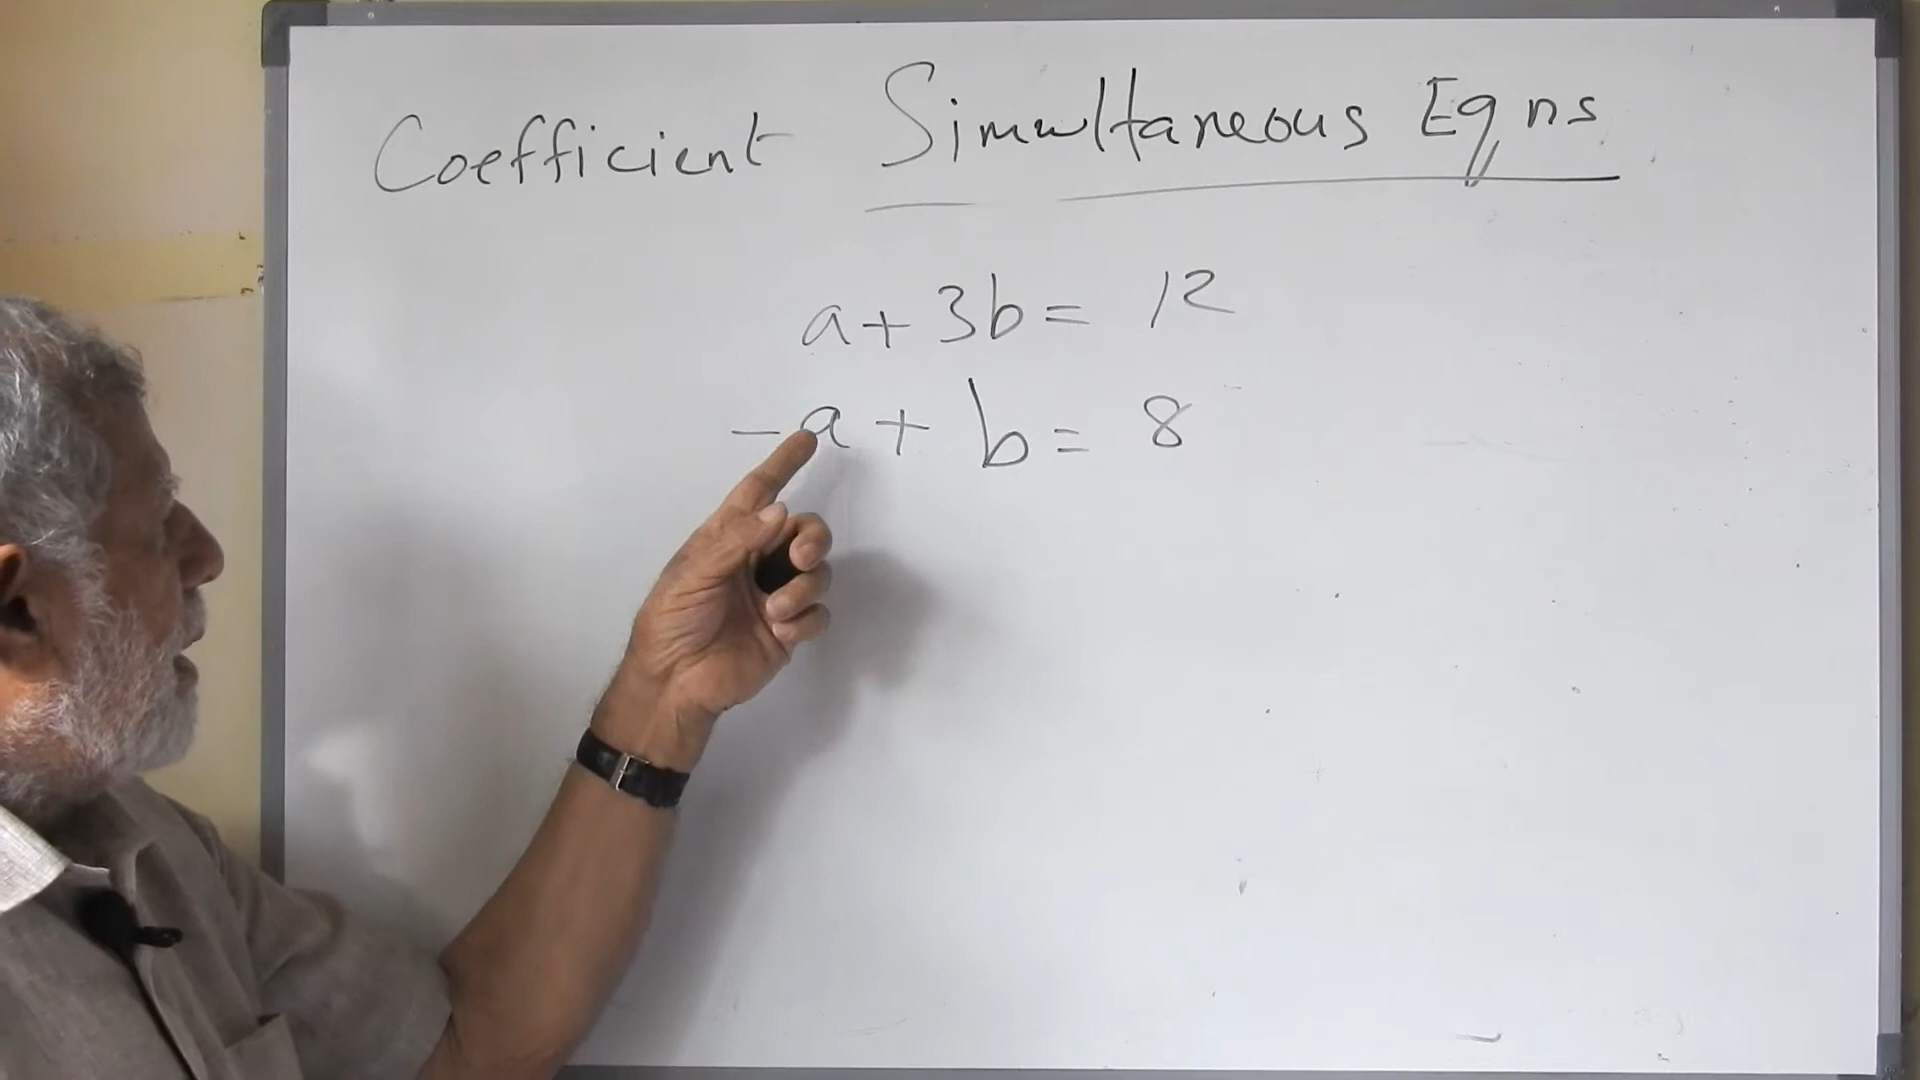 Coefficient Simultaneous Eqns
a + 3b = 12
-a + b = 8